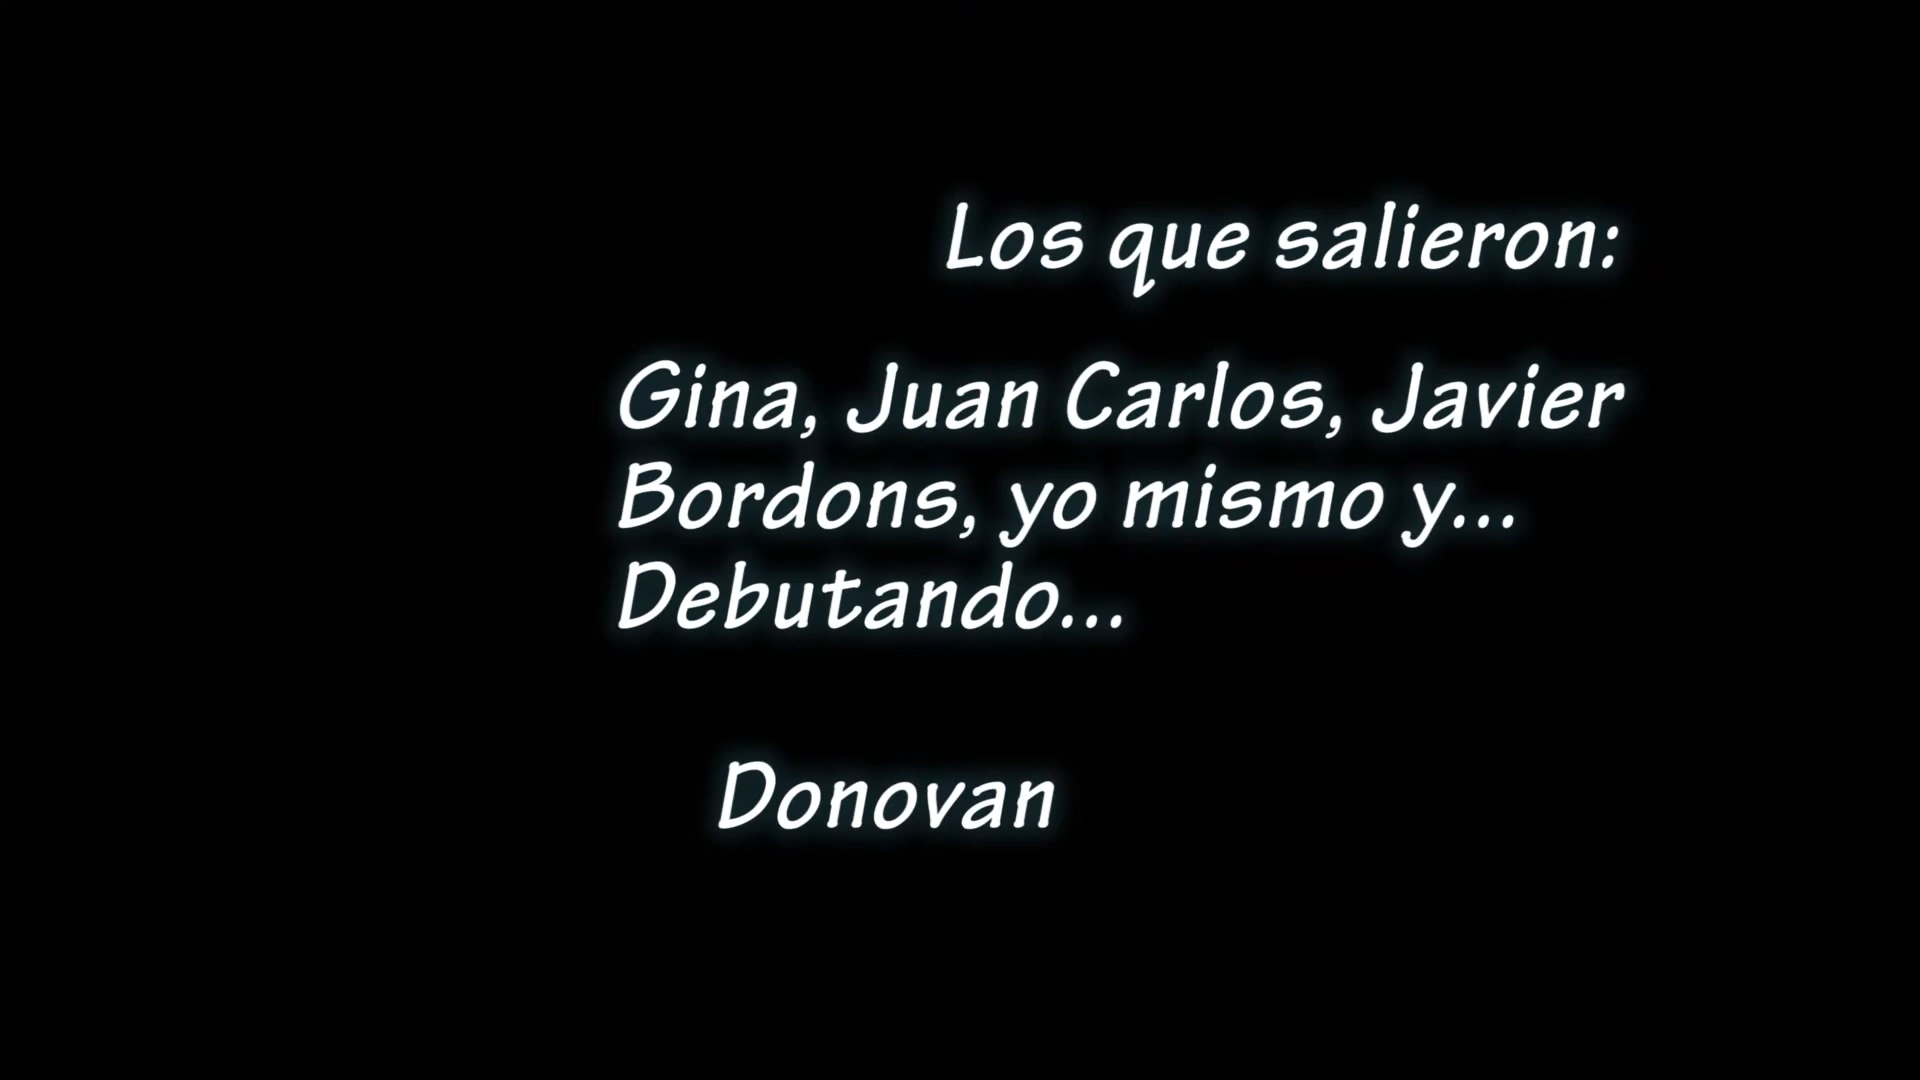 Los que salieron:
Gina, Juan Carlos, Javier
Bordons, yo mismo y...
Debutando...
Donovan